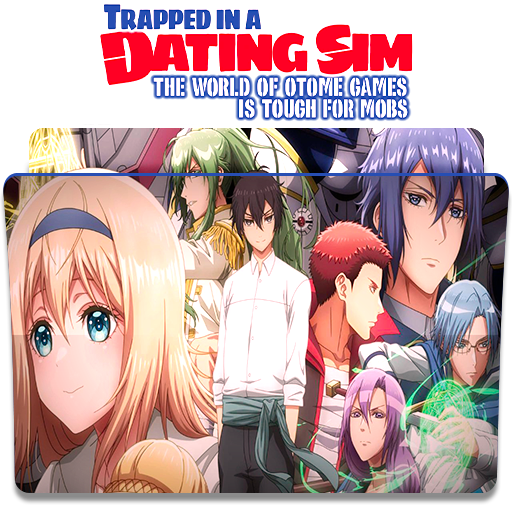 TRAPPED IN A
DATING SIM
THE WORLD OF OTOME GAMES
IS TOUGH FOR MOBS